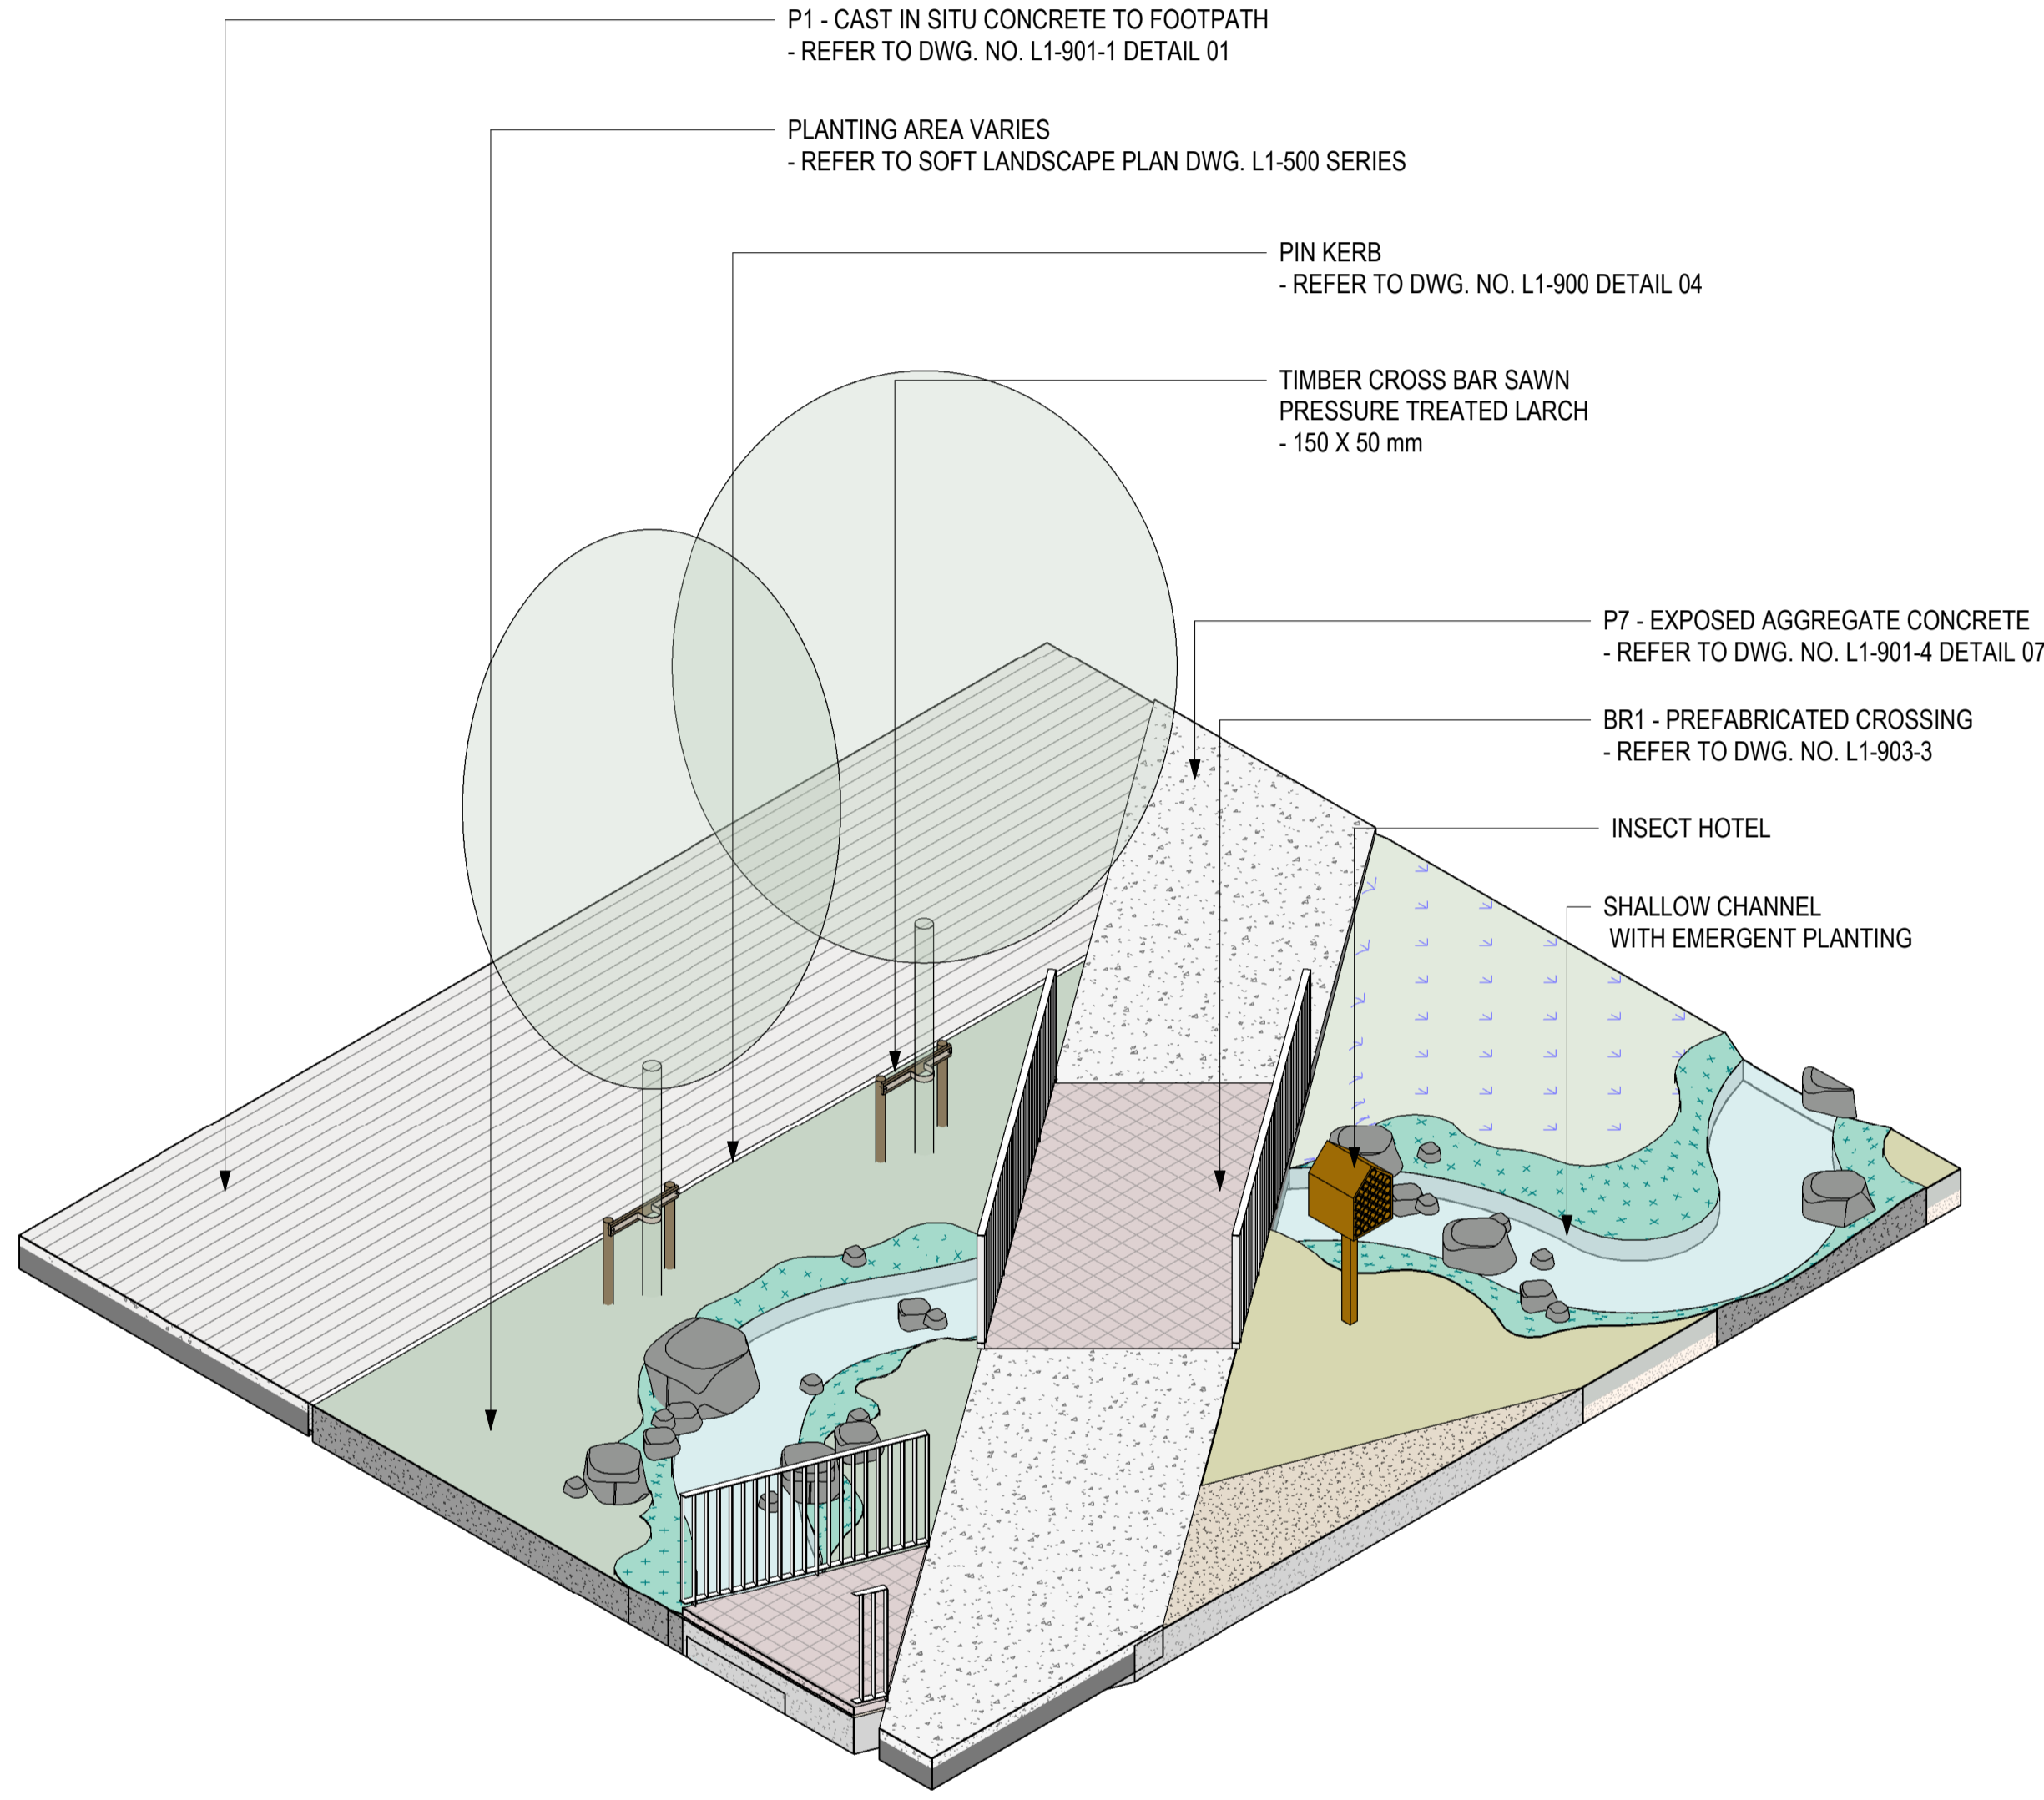 P1 - CAST IN SITU CONCRETE TO FOOTPATH
- REFER TO DWG. NO. L1-901-1 DETAIL 01
PLANTING AREA VARIES
- REFER TO SOFT LANDSCAPE PLAN DWG. L1-500 SERIES
PIN KERB
- REFER TO DWG. NO. L1-900 DETAIL 04
TIMBER CROSS BAR SAWN
PRESSURE TREATED LARCH
- 150 X 50 mm
P7 - EXPOSED AGGREGATE CONCRETE
- REFER TO DWG. NO. L1-901-4 DETAIL 07
BR1 - PREFABRICATED CROSSING
- REFER TO DWG. NO. L1-903-3
INSECT HOTEL
SHALLOW CHANNEL
WITH EMERGENT PLANTING